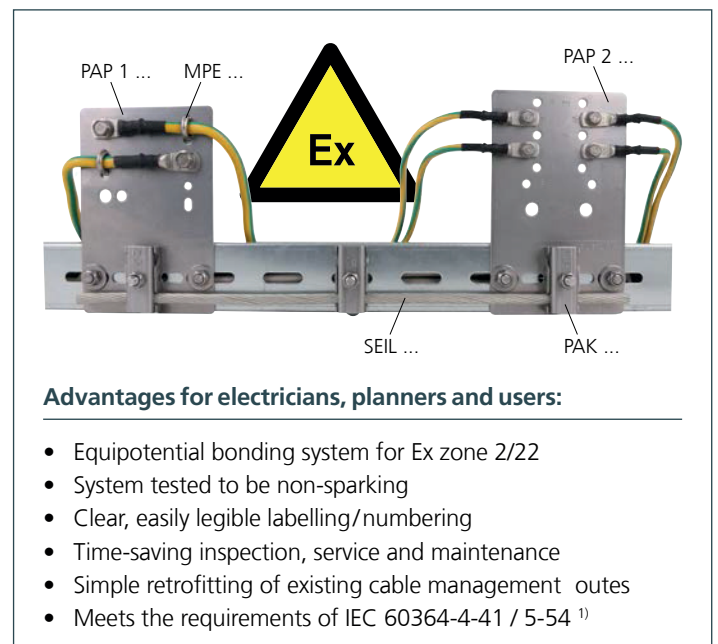 PAP 1 ...
MPE ...
PAP 2 ...
Ex
SEIL ...
PAK ...
Advantages for electricians, planners and users:
• Equipotential bonding system for Ex zone 2/22
• System tested to be non-sparking
• Clear, easily legible labelling/numbering
• Time-saving inspection, service and maintenance
• Simple retrofitting of existing cable management outes
• Meets the requirements of IEC 60364-4-41 / 5-54 ¹⁾